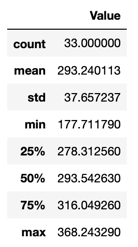 Value
count 33.000000
mean 293.240113
std 37.657237
min 177.711790
25% 278.312560
50% 293.542630
75% 316.049260
max 368.243290